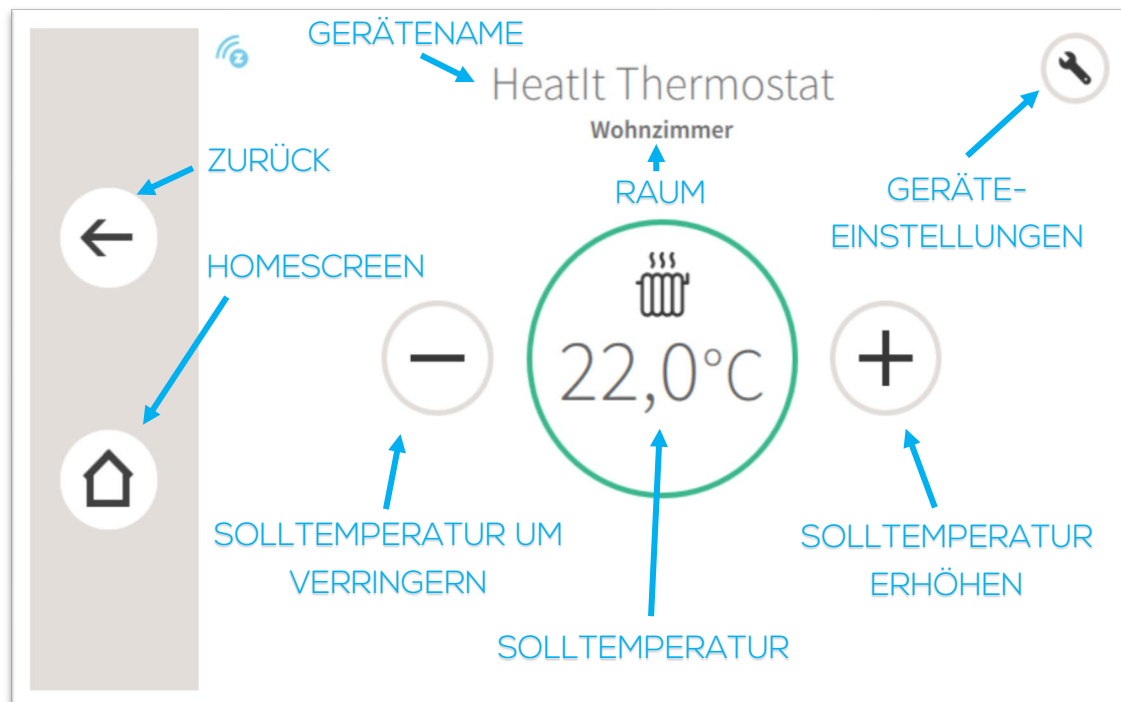 GERÄTENAME
HeatIt Thermostat
Wohnzimmer
ZURÜCK
RAUM
GERÄTE-
EINSTELLUNGEN
HOMESCREEN
22,0°C
SOLLTEMPERATUR UM
VERRINGERN
SOLLTEMPERATUR
ERHÖHEN
SOLLTEMPERATUR